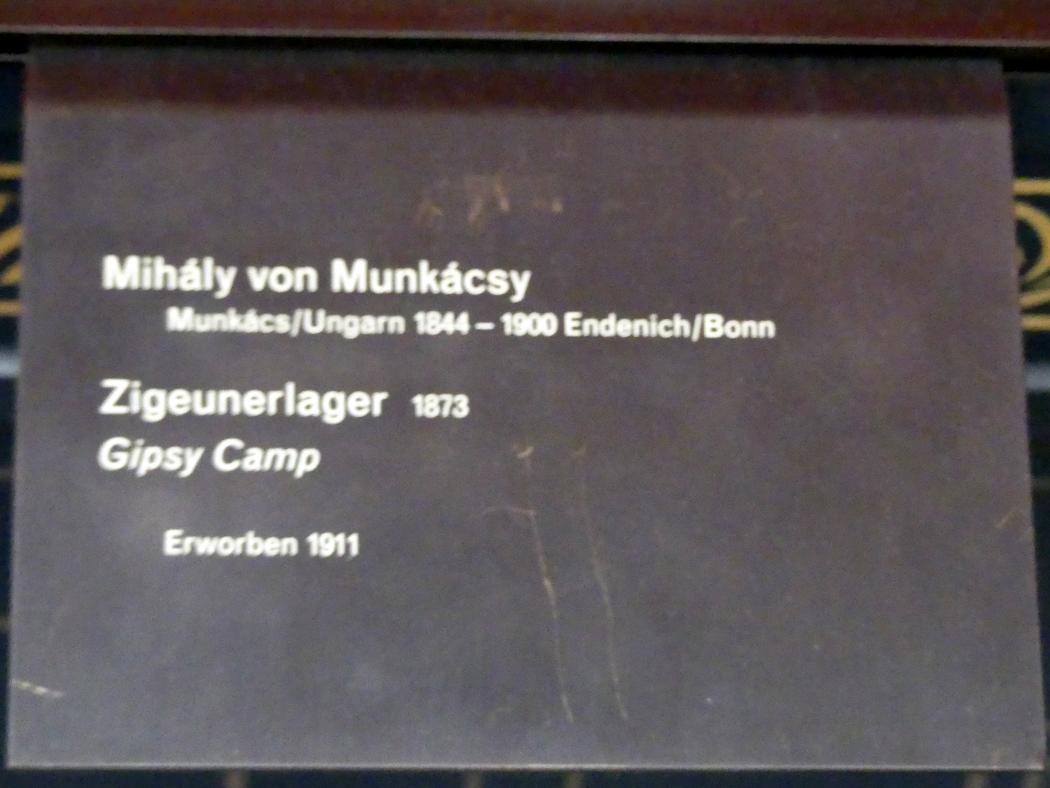 Mihály von Munkácsy
Munkács/Ungarn 1844 – 1900 Endenich/Bonn
Zigeunerlager 1873
Gipsy Camp
Erworben 1911